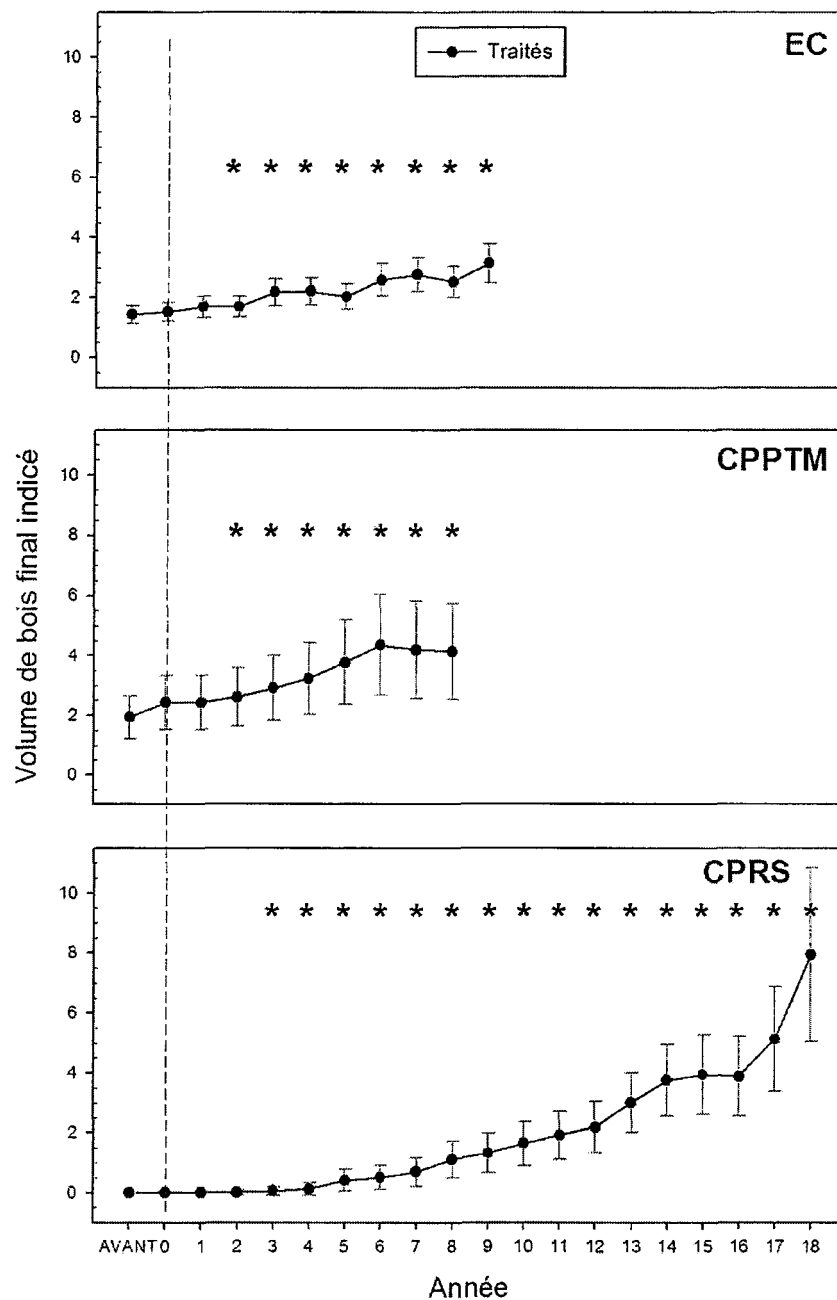 EC
Traités
10
8
6
4
2
0
* * * * * * * *
CPPTM
10
8
6
4
2
0
* * * * * * *
Volume de bois final indicé
CPRS
10
8
6
4
2
0
* * * * * * * * * * * * * * * *
AVANT 0 1 2 3 4 5 6 7 8 9 10 11 12 13 14 15 16 17 18
Année